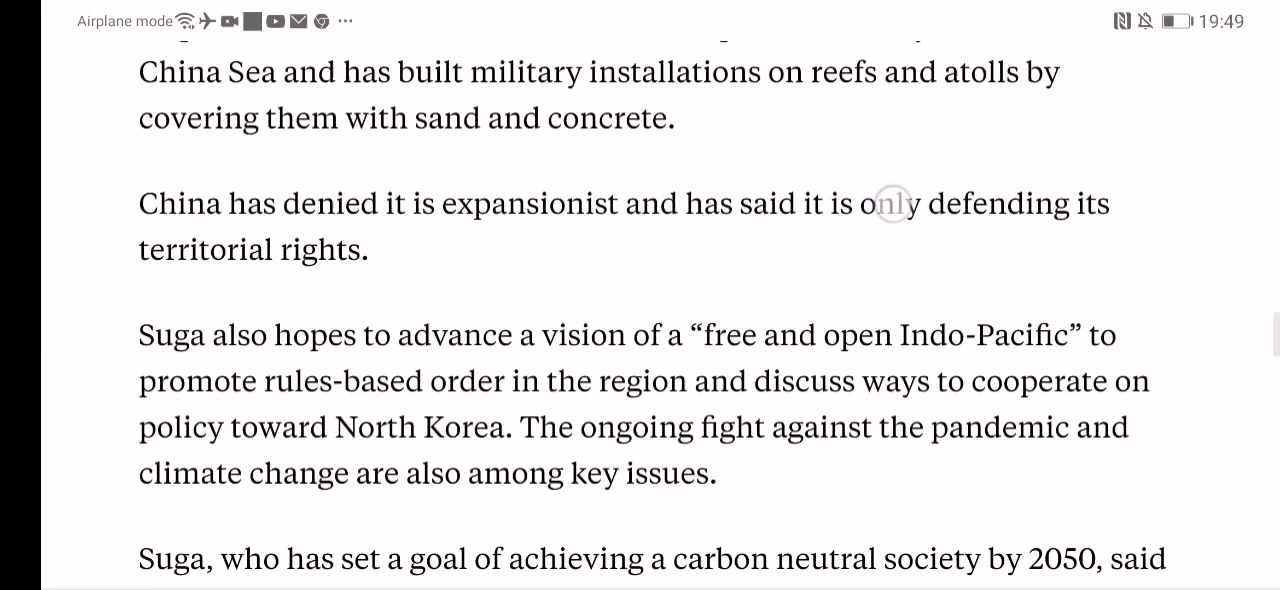 Airplane mode
19:49
China Sea and has built military installations on reefs and atolls by
covering them with sand and concrete.
China has denied it is expansionist and has said it is only defending its
territorial rights.
Suga also hopes to advance a vision of a “free and open Indo-Pacific” to
promote rules-based order in the region and discuss ways to cooperate on
policy toward North Korea. The ongoing fight against the pandemic and
climate change are also among key issues.
Suga, who has set a goal of achieving a carbon neutral society by 2050, said